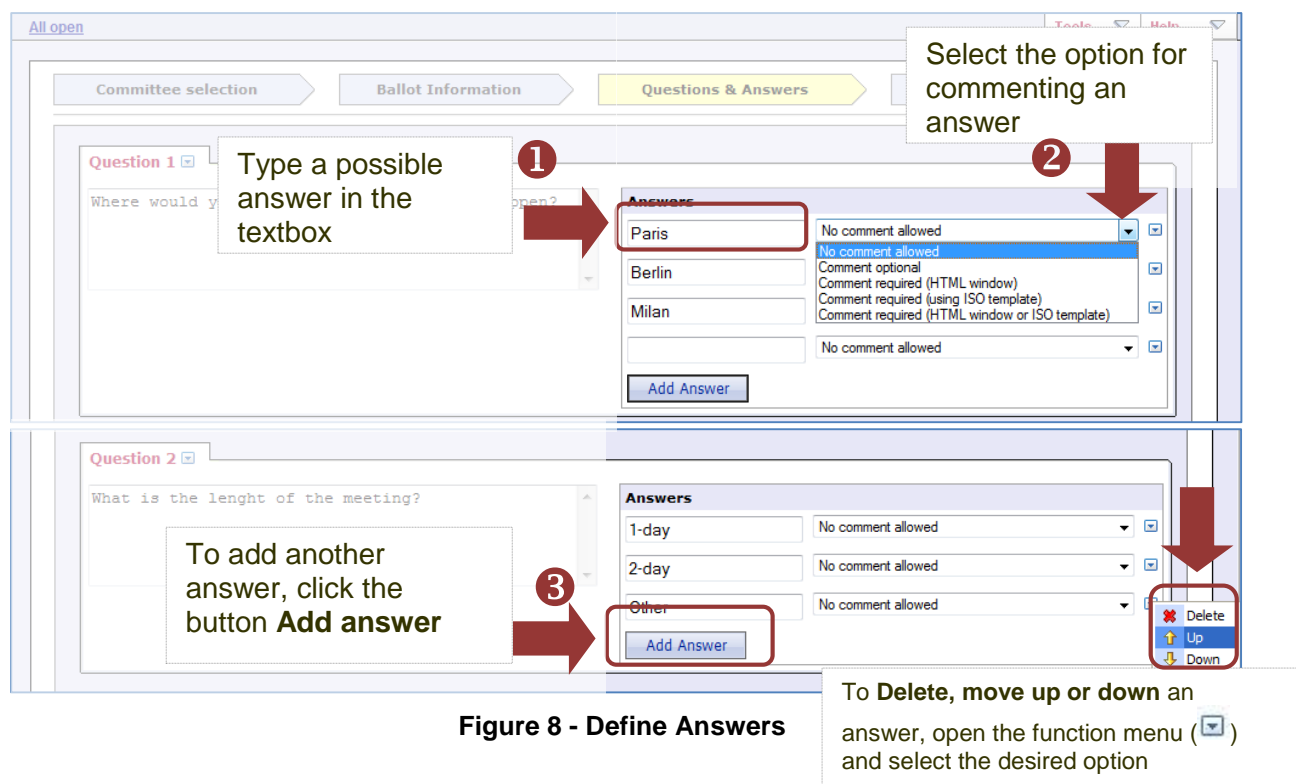 All open
Tools
Help
Select the option for
commenting an
answer
Committee selection
Ballot Information
Questions & Answers
Question 1
Type a possible
answer in the
textbox
1
2
Where would y
open?
Answers
Paris
No comment allowed
No comment allowed
Comment optional
Comment required (HTML window)
Comment required (using ISO template)
Comment required (HTML window or ISO template)
Berlin
Milan
No comment allowed
Add Answer
Question 2
What is the lenght of the meeting?
Answers
1-day
No comment allowed
2-day
No comment allowed
Other
No comment allowed
Add Answer
To add another
answer, click the
button Add answer
3
Delete
Up
Down
To Delete, move up or down an
answer, open the function menu ( )
and select the desired option
Figure 8 - Define Answers